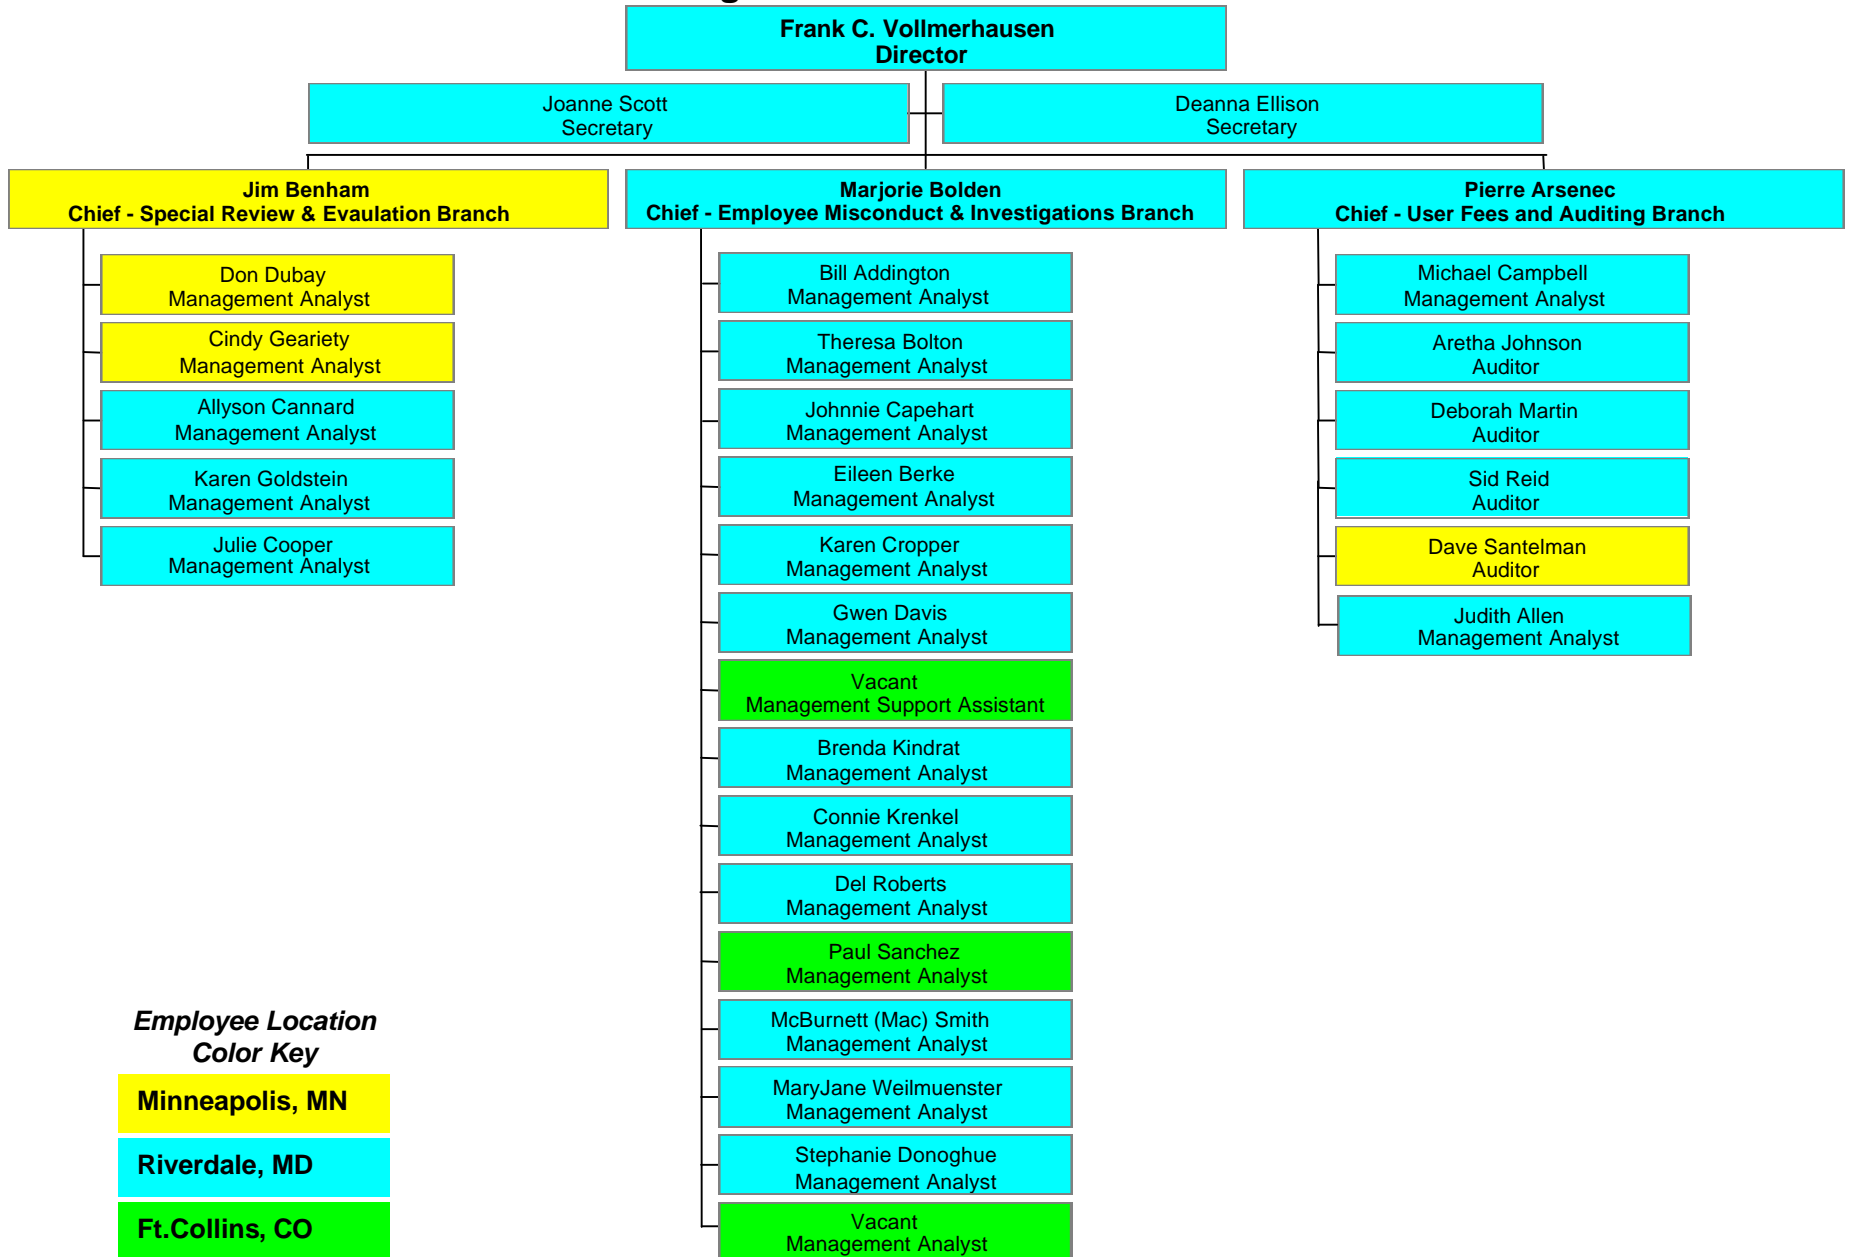 Frank C. Vollmerhausen
Director
Joanne Scott
Secretary
Deanna Ellison
Secretary
Jim Benham
Chief - Special Review & Evaulation Branch
Marjorie Bolden
Chief - Employee Misconduct & Investigations Branch
Pierre Arsenec
Chief - User Fees and Auditing Branch
Don Dubay
Management Analyst
Cindy Geariety
Management Analyst
Allyson Cannard
Management Analyst
Karen Goldstein
Management Analyst
Julie Cooper
Management Analyst
Bill Addington
Management Analyst
Theresa Bolton
Management Analyst
Johnnie Capehart
Management Analyst
Eileen Berke
Management Analyst
Karen Cropper
Management Analyst
Gwen Davis
Management Analyst
Vacant
Management Support Assistant
Brenda Kindrat
Management Analyst
Connie Krenkel
Management Analyst
Del Roberts
Management Analyst
Paul Sanchez
Management Analyst
McBurnett (Mac) Smith
Management Analyst
MaryJane Weilmuenster
Management Analyst
Stephanie Donoghue
Management Analyst
Vacant
Management Analyst
Michael Campbell
Management Analyst
Aretha Johnson
Auditor
Deborah Martin
Auditor
Sid Reid
Auditor
Dave Santelman
Auditor
Judith Allen
Management Analyst
Employee Location
Color Key
Minneapolis, MN
Riverdale, MD
Ft.Collins, CO